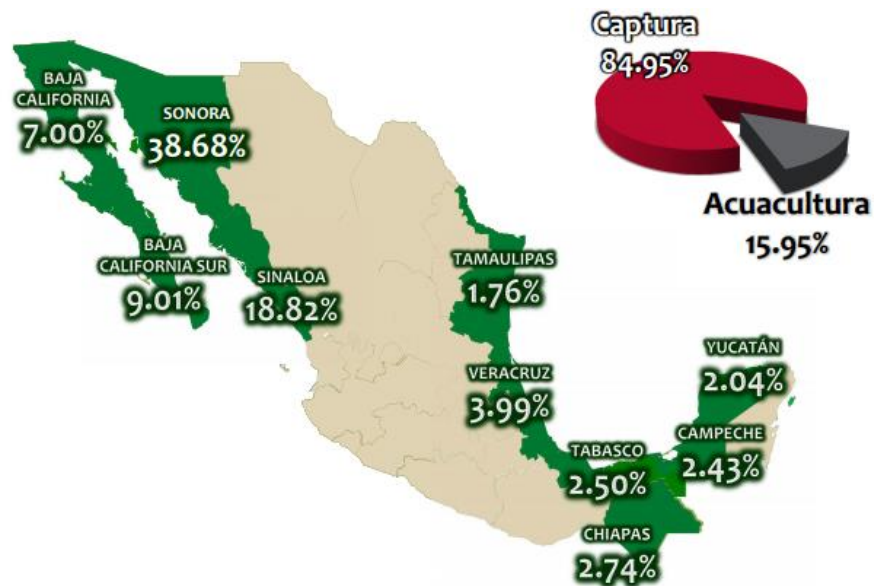 Captura
84.95%
Acuacultura
15.95%
BAJA
CALIFORNIA
7.00%
SONORA
38.68%
BAJA
CALIFORNIA SUR
9.01%
SINALOA
18.82%
TAMAULIPAS
1.76%
VERACRUZ
3.99%
YUCATÁN
2.04%
CAMPECHE
2.43%
TABASCO
2.50%
CHIAPAS
2.74%